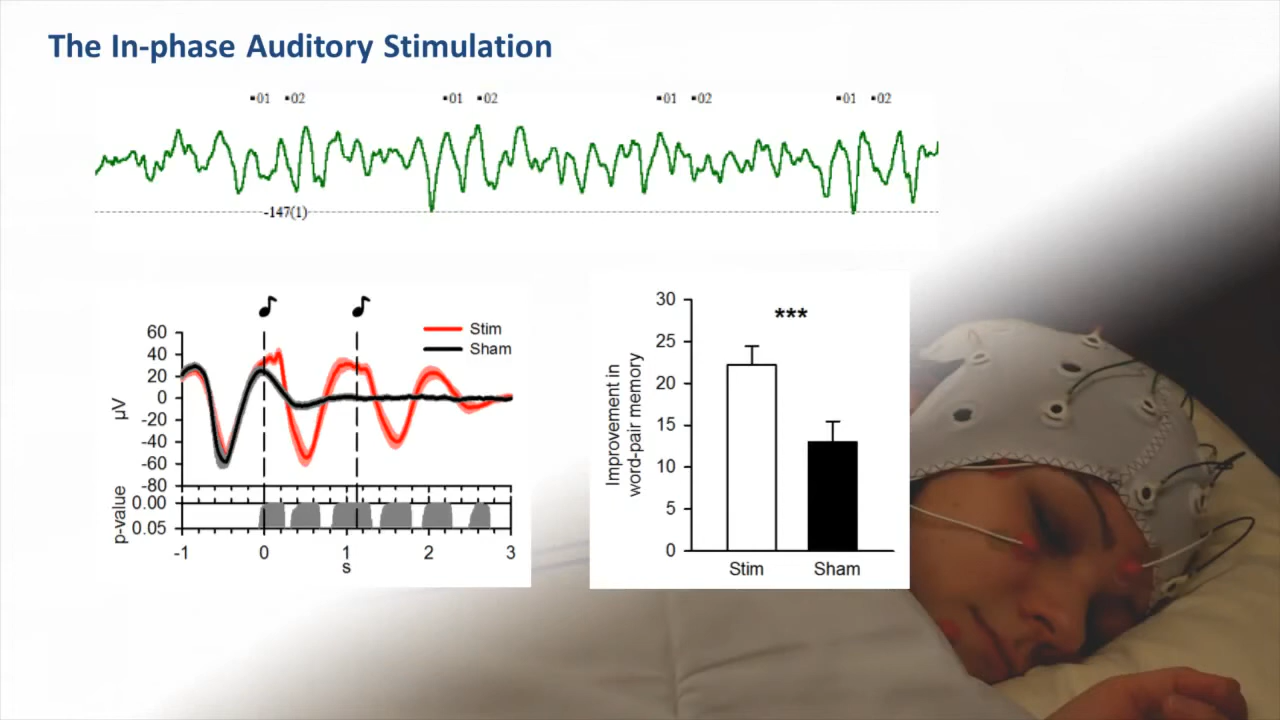 The In-phase Auditory Stimulation
▪01 ▪02 ▪01 ▪02 ▪01 ▪02 ▪01 ▪02
-147(1)
Stim
Sham
60
40
20
0
-20
-40
-60
-80
µV
0.00
0.05
p-value
-1 0 1 2 3
s
30
25
20
15
10
5
0
Improvement in
word-pair memory
***
Stim Sham